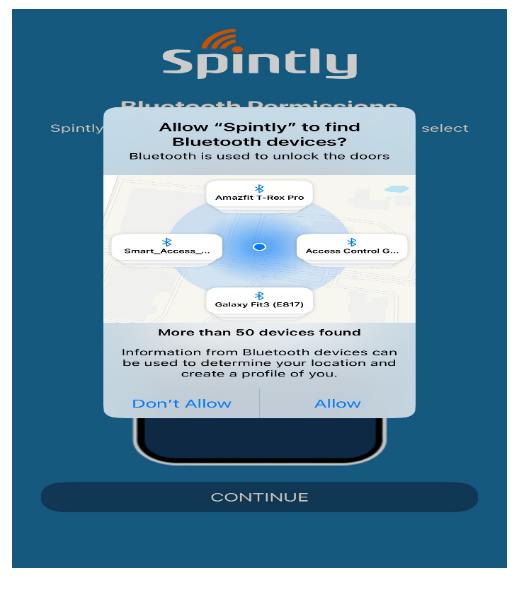 Spintly
Bluetooth Permissions
Spintly select
Allow “Spintly” to find
Bluetooth devices?
Bluetooth is used to unlock the doors
Amazfit T-Rex Pro
Smart_Access_...
Access Control G...
Galaxy Fit3 (E817)
More than 50 devices found
Information from Bluetooth devices can
be used to determine your location and
create a profile of you.
Don't Allow
Allow
CONTINUE